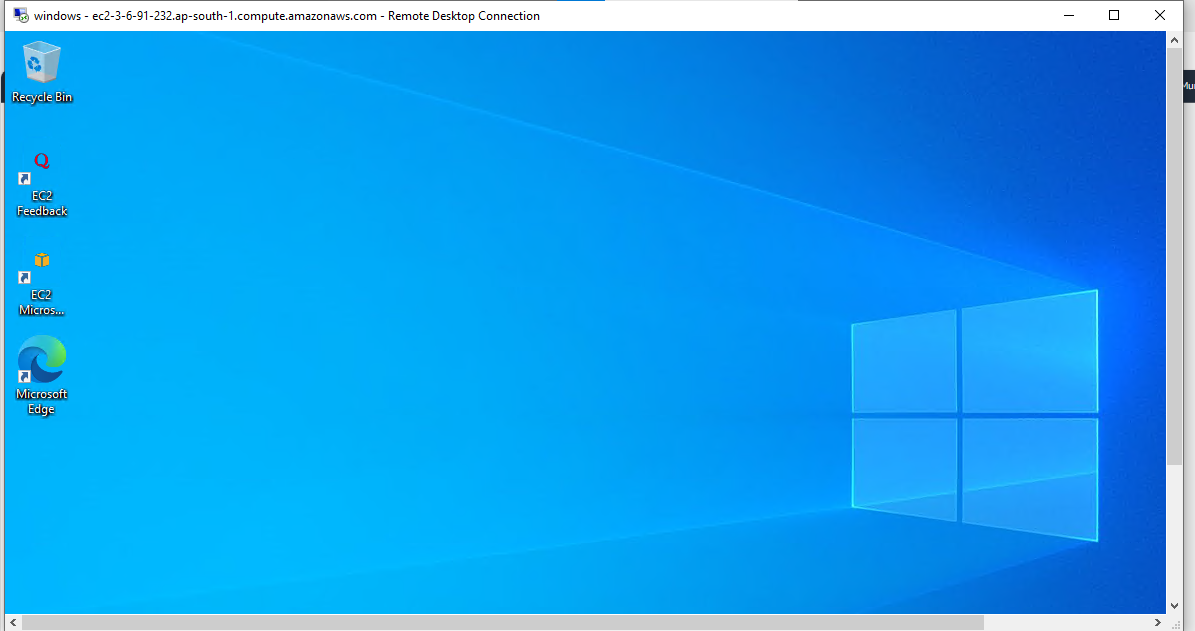 windows - ec2-3-6-91-232.ap-south-1.compute.amazonaws.com - Remote Desktop Connection
Recycle Bin
Q
EC2
Feedback
EC2
Micros...
Microsoft
Edge
Mu